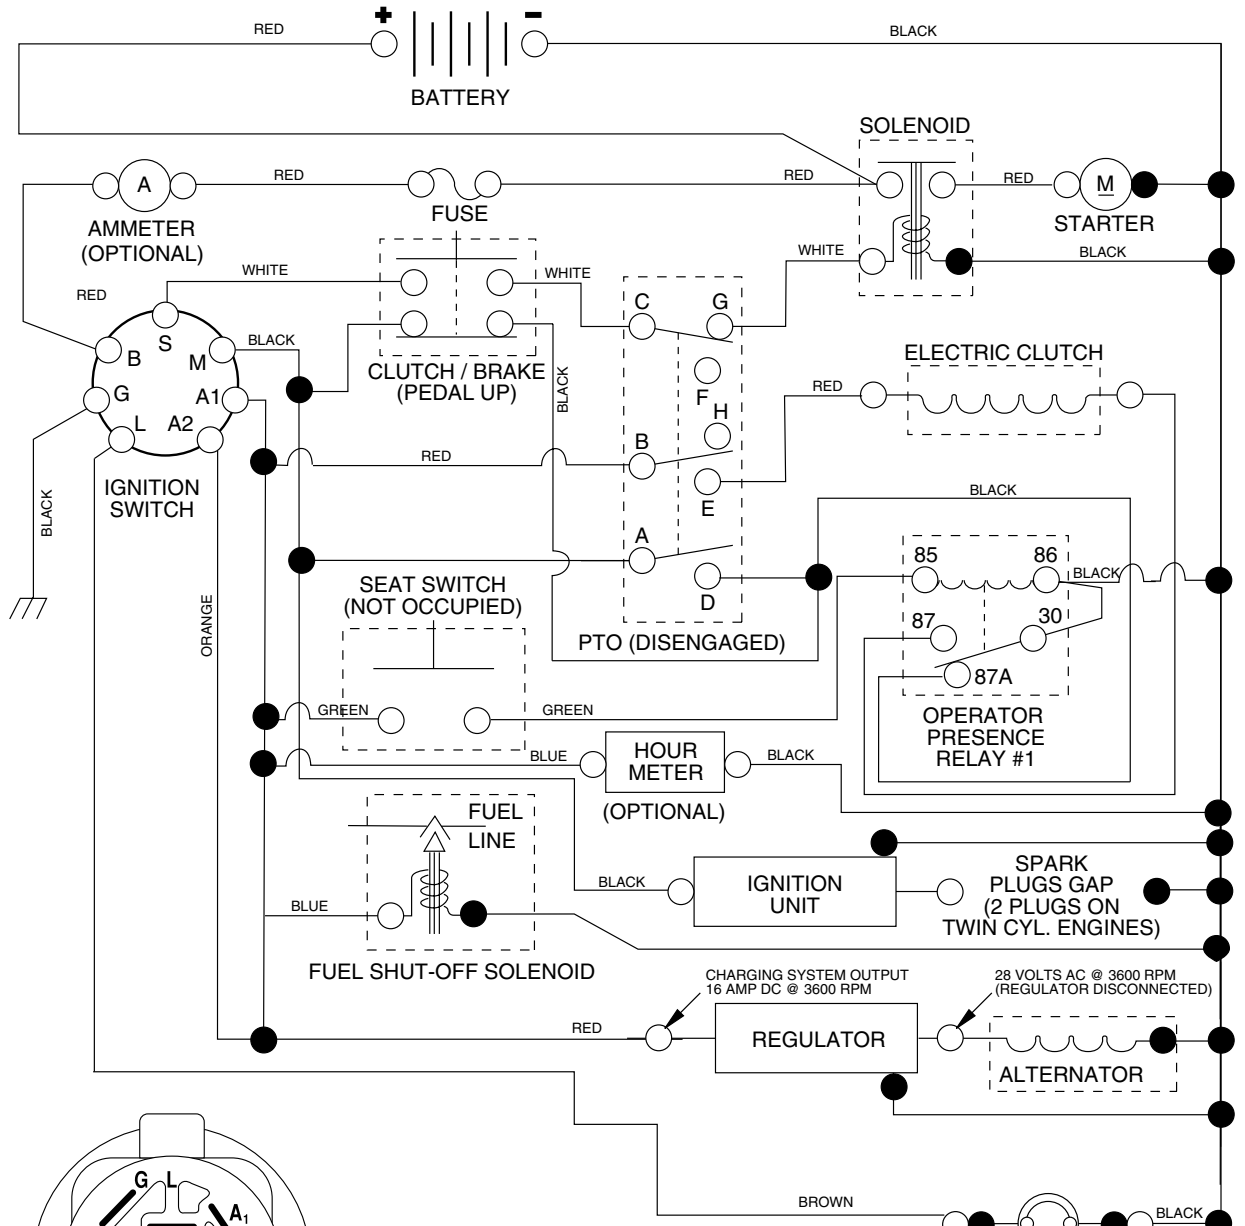 + -
RED
BLACK
BATTERY
SOLENOID
A
RED
RED
RED
M
FUSE
AMMETER
(OPTIONAL)
STARTER
WHITE
WHITE
WHITE
BLACK
RED
C
G
S
B
M
BLACK
CLUTCH / BRAKE
(PEDAL UP)
BLACK
ELECTRIC CLUTCH
F
RED
G
A1
L
A2
H
B
RED
E
IGNITION
SWITCH
BLACK
BLACK
A
85
86
BLACK
SEAT SWITCH
(NOT OCCUPIED)
D
ORANGE
87
30
PTO (DISENGAGED)
87A
GREEN
GREEN
OPERATOR
PRESENCE
RELAY #1
BLUE
HOUR
METER
BLACK
(OPTIONAL)
FUEL
LINE
BLACK
IGNITION
UNIT
SPARK
PLUGS GAP
(2 PLUGS ON
TWIN CYL. ENGINES)
BLUE
FUEL SHUT-OFF SOLENOID
CHARGING SYSTEM OUTPUT
16 AMP DC @ 3600 RPM
28 VOLTS AC @ 3600 RPM
(REGULATOR DISCONNECTED)
RED
REGULATOR
ALTERNATOR
G
L
A1
BROWN
BLACK